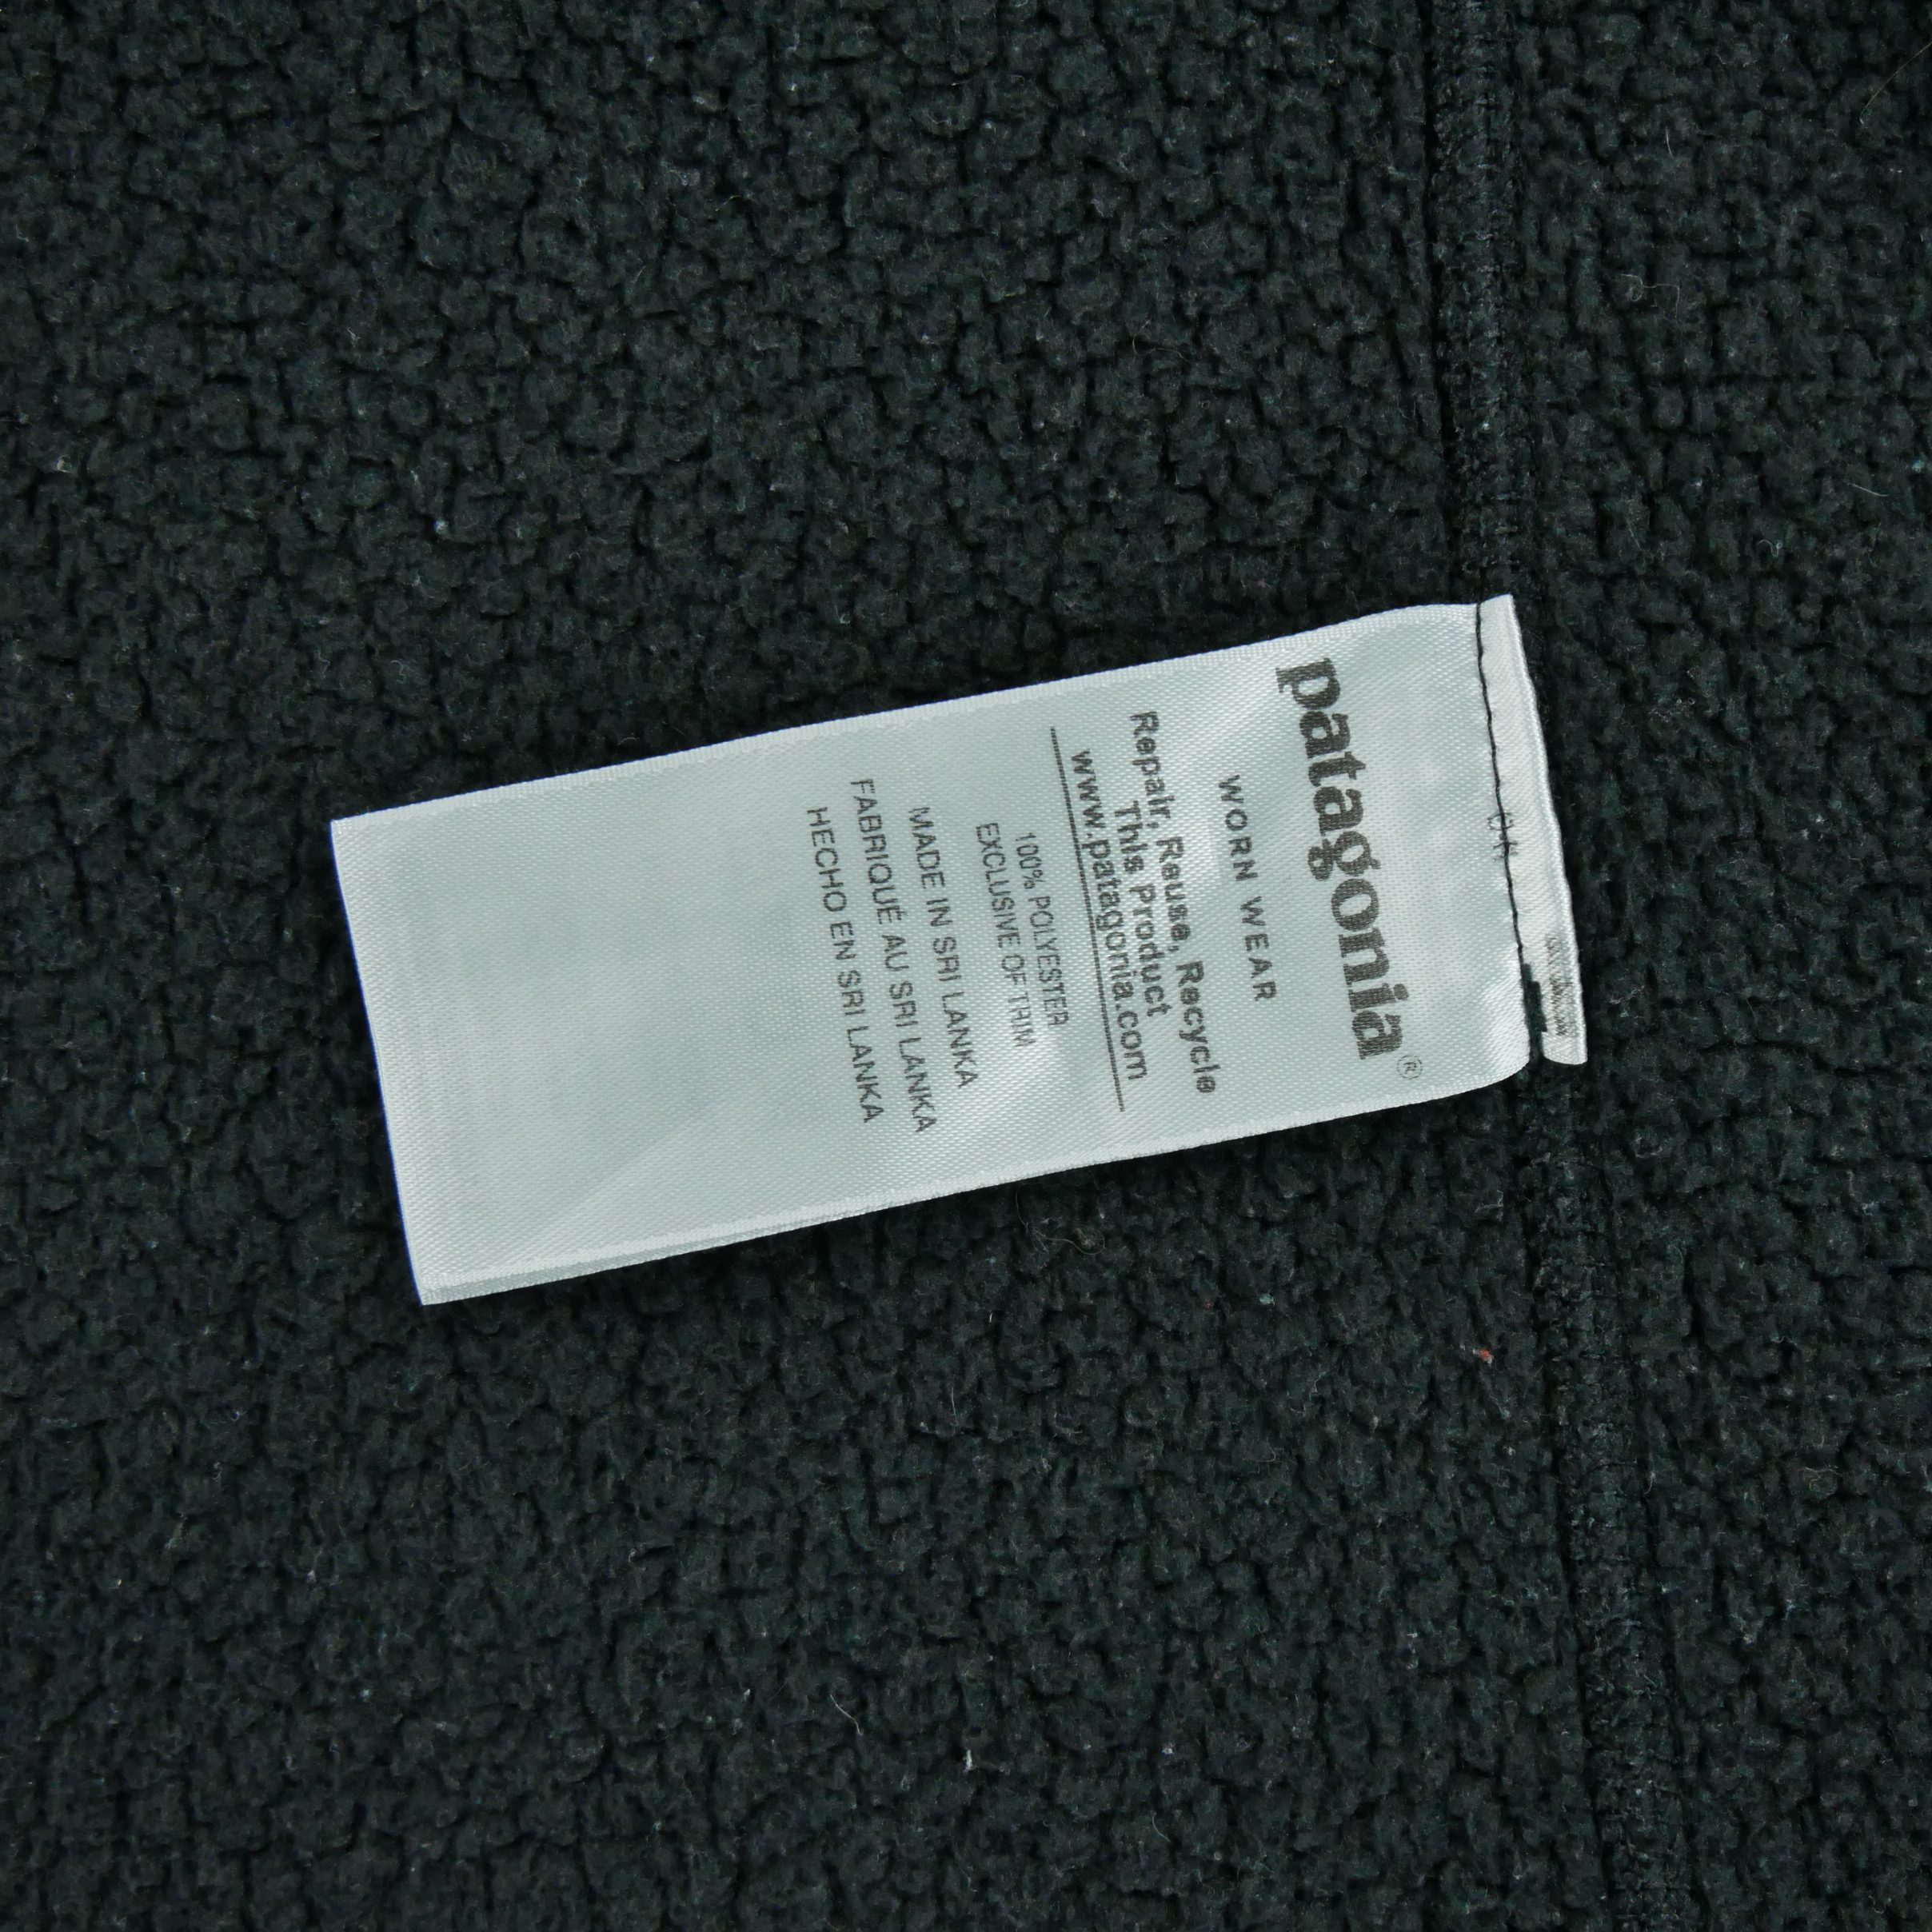 patagonia®
WORN WEAR
Repair, Reuse, Recycle
This Product
www.patagonia.com
100% POLYESTER
EXCLUSIVE OF TRIM
MADE IN SRI LANKA
FABRIQUÉ AU SRI LANKA
HECHO EN SRI LANKA